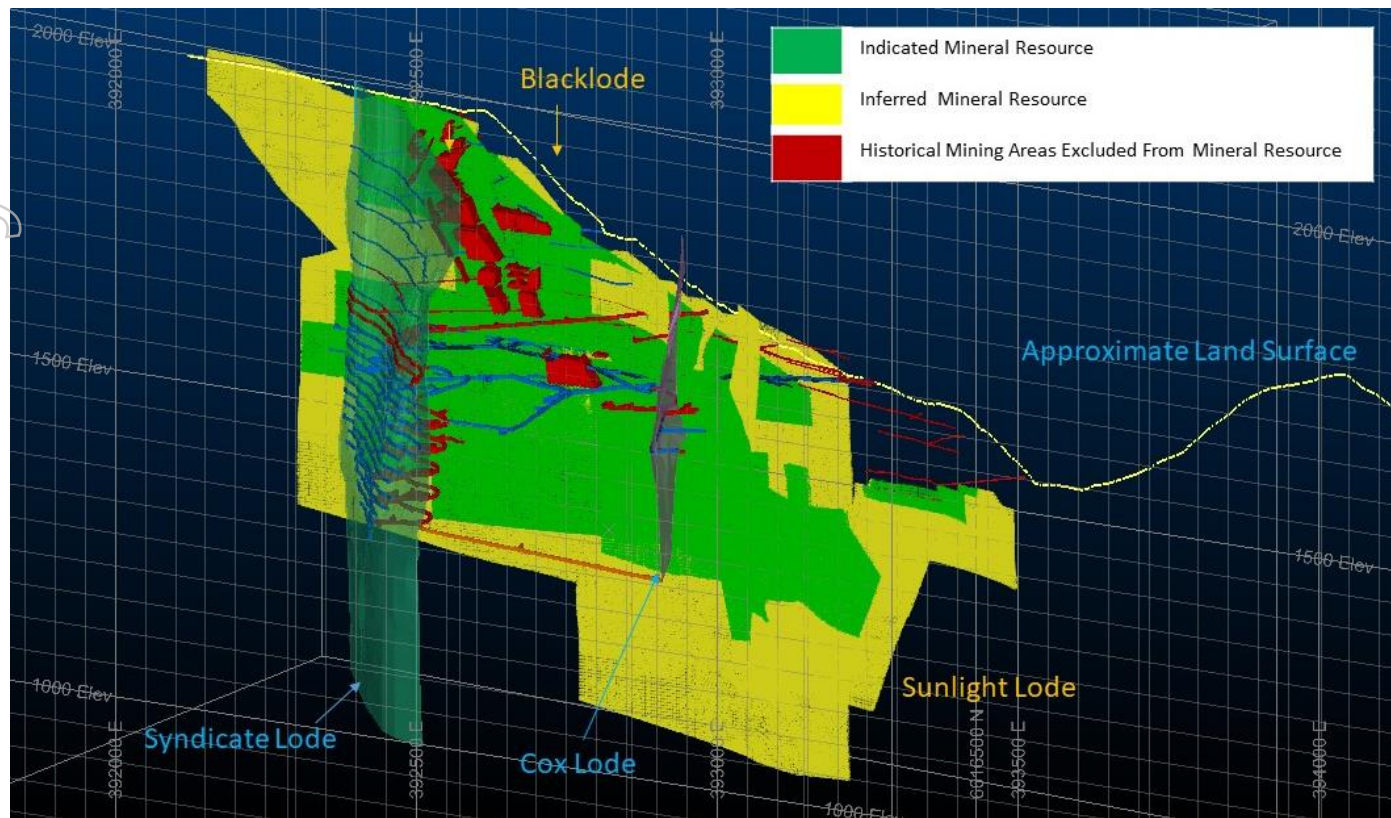 2000 Elev
392000 E
392500 E
393000 E
Blacklode
Indicated Mineral Resource
Inferred Mineral Resource
Historical Mining Areas Excluded From Mineral Resource
2000 Elev
1500 Elev
Approximate Land Surface
1500 Elev
1000 Elev
Syndicate Lode
Cox Lode
Sunlight Lode
392000 E
392500 E
393000 E
6616500 N
393500 E
394000 E
1000 Elev